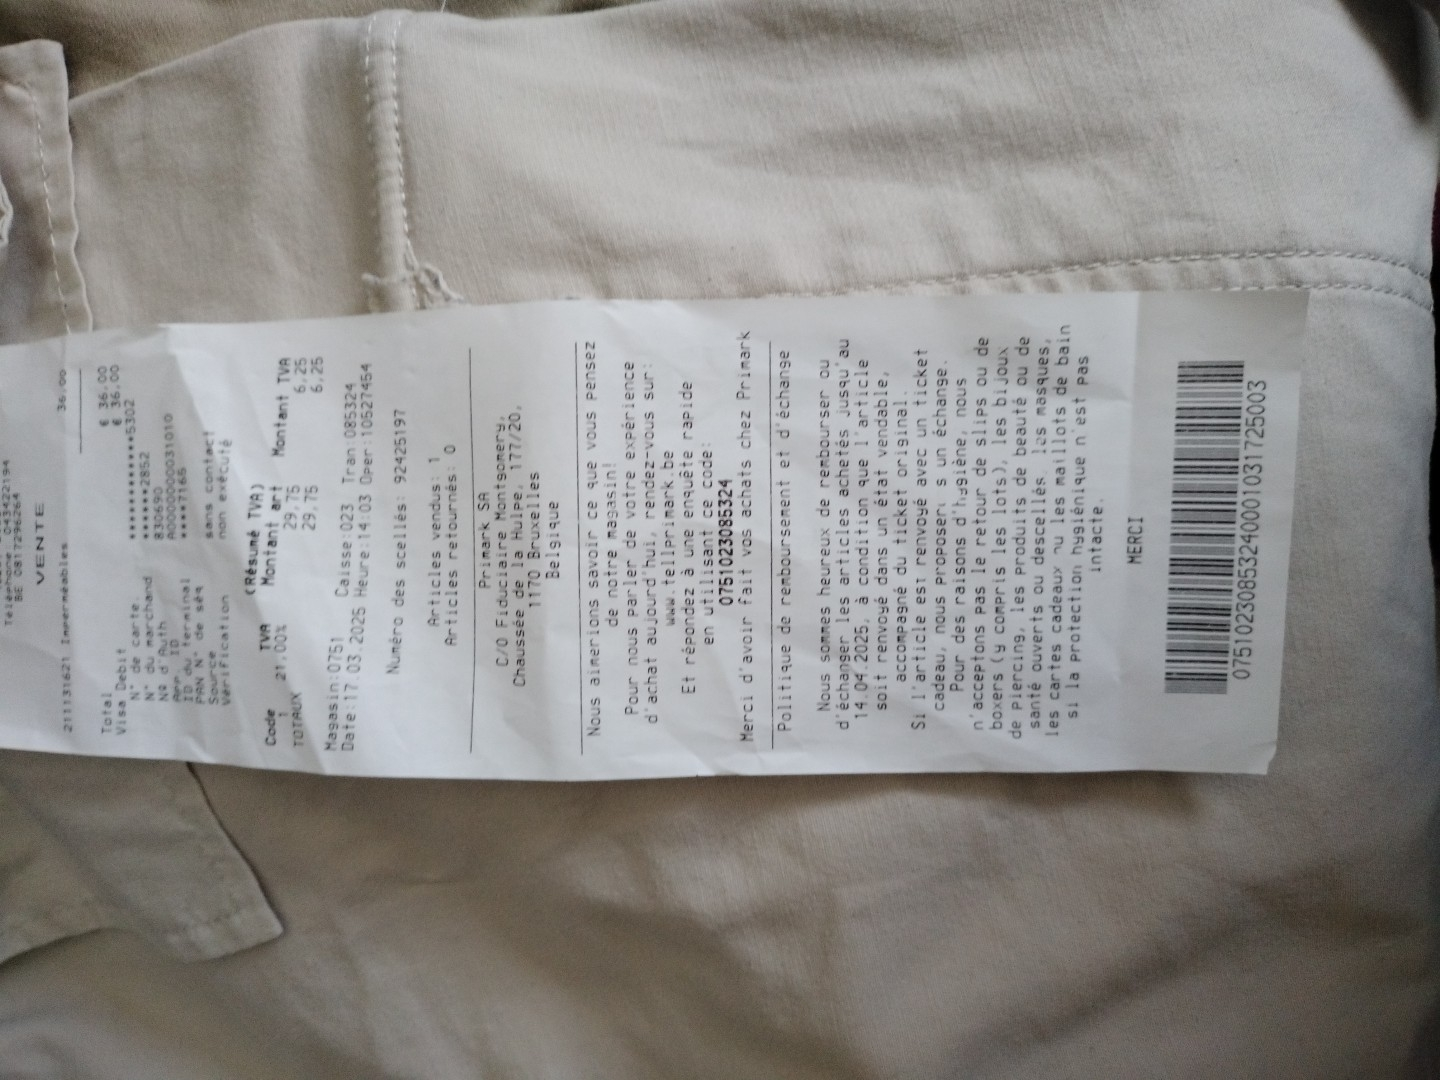 Téléphone 043422194
BE 0817296264
VENTE
211131621 Imperméables 36.00
Total € 36.00
Visa Debit € 36.00
N° de carte. ************5302
N° du marchand *****2852
N° d'Auth 830690
App. ID A0000000031010
ID du terminal ****7166
PAN N° de séq
Source sans contact
Vérification non exécuté
(Résumé TVA)
Code TVA Montant art Montant TVA
1 21,00% 29,75 6,25
TOTAUX 29,75 6,25
Magasin:0751 Caisse:023 Tran:085324
Date:17.03.2025 Heure:14:03 Oper:10527454
Numéro des scellés: 92425197
Articles vendus: 1
Articles retournés: 0
Primark SA
C/O Fiduciaire Montgomery,
Chaussée de la Hulpe, 177/20,
1170 Bruxelles
Belgique
Nous aimerions savoir ce que vous pensez
de notre magasin!
Pour nous parler de votre expérience
d'achat aujourd'hui, rendez-vous sur:
www.tellprimark.be
Et répondez à une enquête rapide
en utilisant ce code:
0751023085324
Merci d'avoir fait vos achats chez Primark
Politique de remboursement et d'échange
Nous sommes heureux de rembourser ou
d'échanger les articles achetés jusqu'au
14.04.2025, à condition que l'article
soit renvoyé dans un état vendable,
accompagné du ticket original.
Si l'article est renvoyé avec un ticket
cadeau, nous proposerons un échange.
Pour des raisons d'hygiène, nous
n'acceptons pas le retour de slips ou de
boxers (y compris les lots), les bijoux
de piercing, les produits de beauté ou de
santé ouverts ou descellés, les masques,
les cartes cadeaux ou les maillots de bain
si la protection hygiénique n'est pas
intacte.
MERCI
07510230853240001031725003